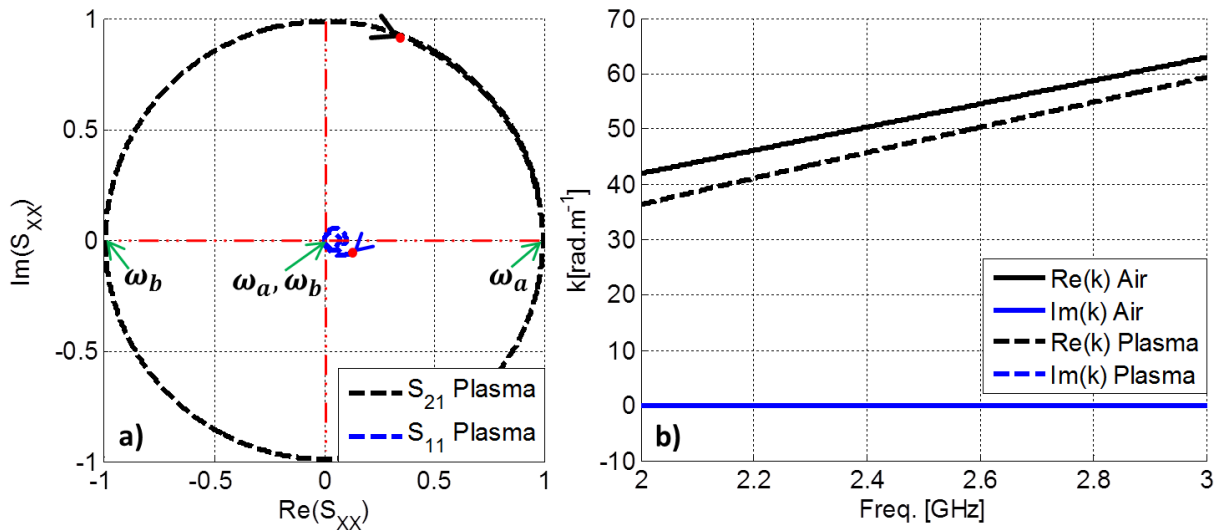 Im(S_XX)
1
0.5
0
-0.5
-1
-1 -0.5 0 0.5 1
Re(S_XX)
ω_b
ω_a, ω_b
ω_a
S_21 Plasma
S_11 Plasma
a)
k[rad.m^-1]
70
60
50
40
30
20
10
0
-10
2 2.2 2.4 2.6 2.8 3
Freq. [GHz]
Re(k) Air
Im(k) Air
Re(k) Plasma
Im(k) Plasma
b)